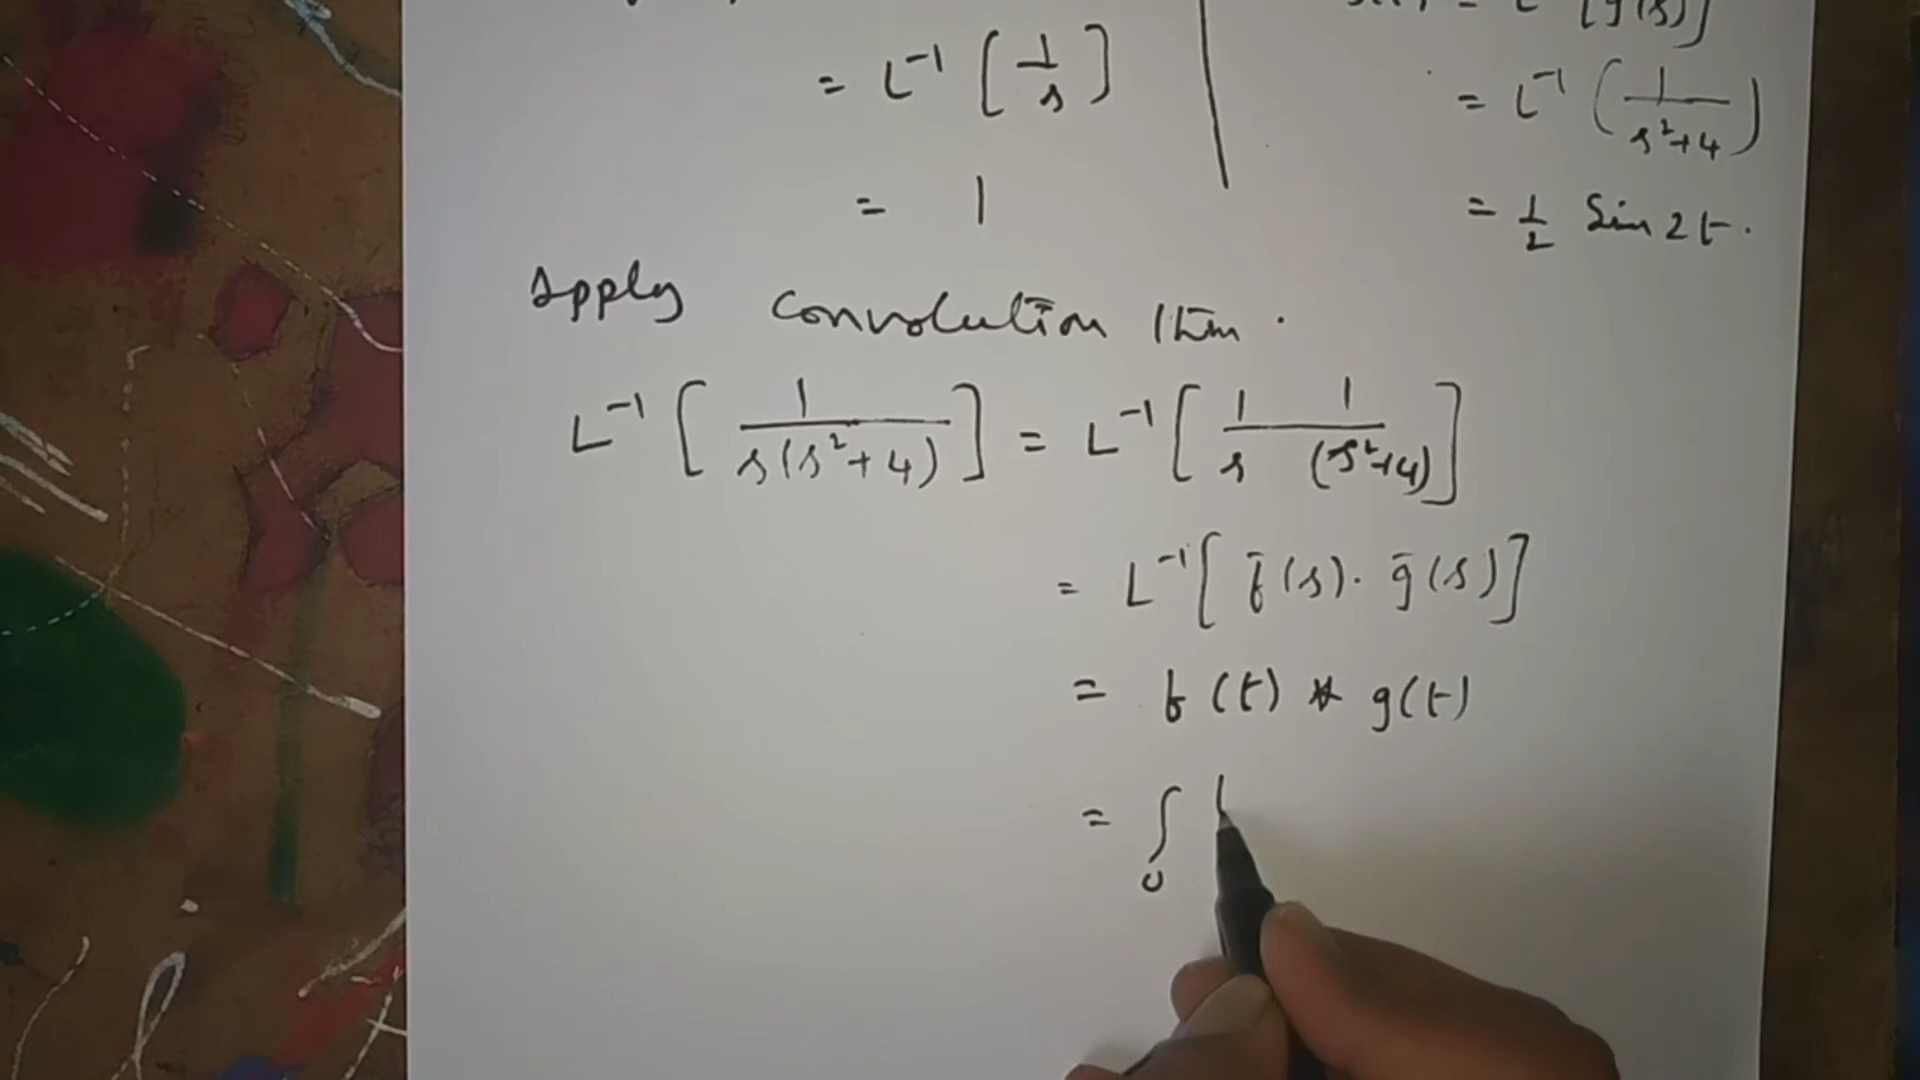 = L⁻¹ [1/s]
= L⁻¹ (1/s²+4)
= 1
= 1/2 Sin 2t.
Apply convolution thm.
L⁻¹ [1/s(s²+4)] = L⁻¹ [1/s 1/(s²+4)]
= L⁻¹[f̄(s). ḡ(s)]
= f(t) * g(t)
= ∫₀